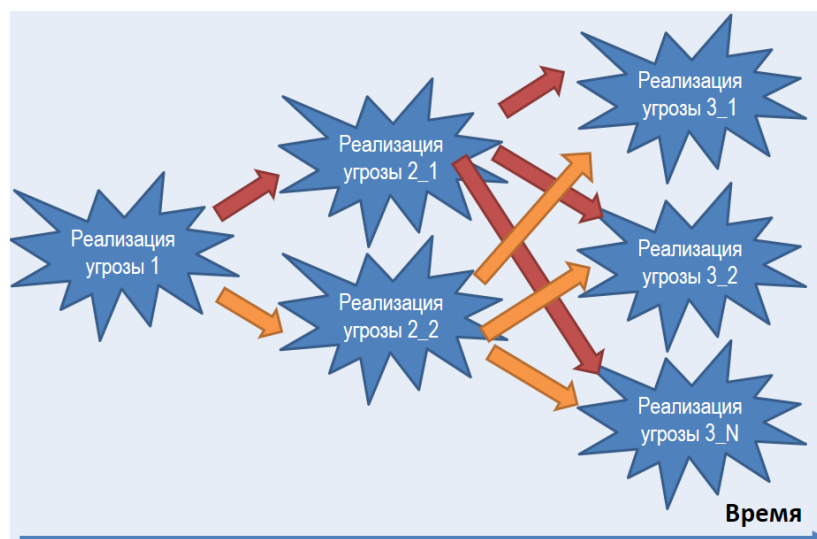 Реализация
угрозы 1
Реализация
угрозы 2_1
Реализация
угрозы 2_2
Реализация
угрозы 3_1
Реализация
угрозы 3_2
Реализация
угрозы 3_N
Время